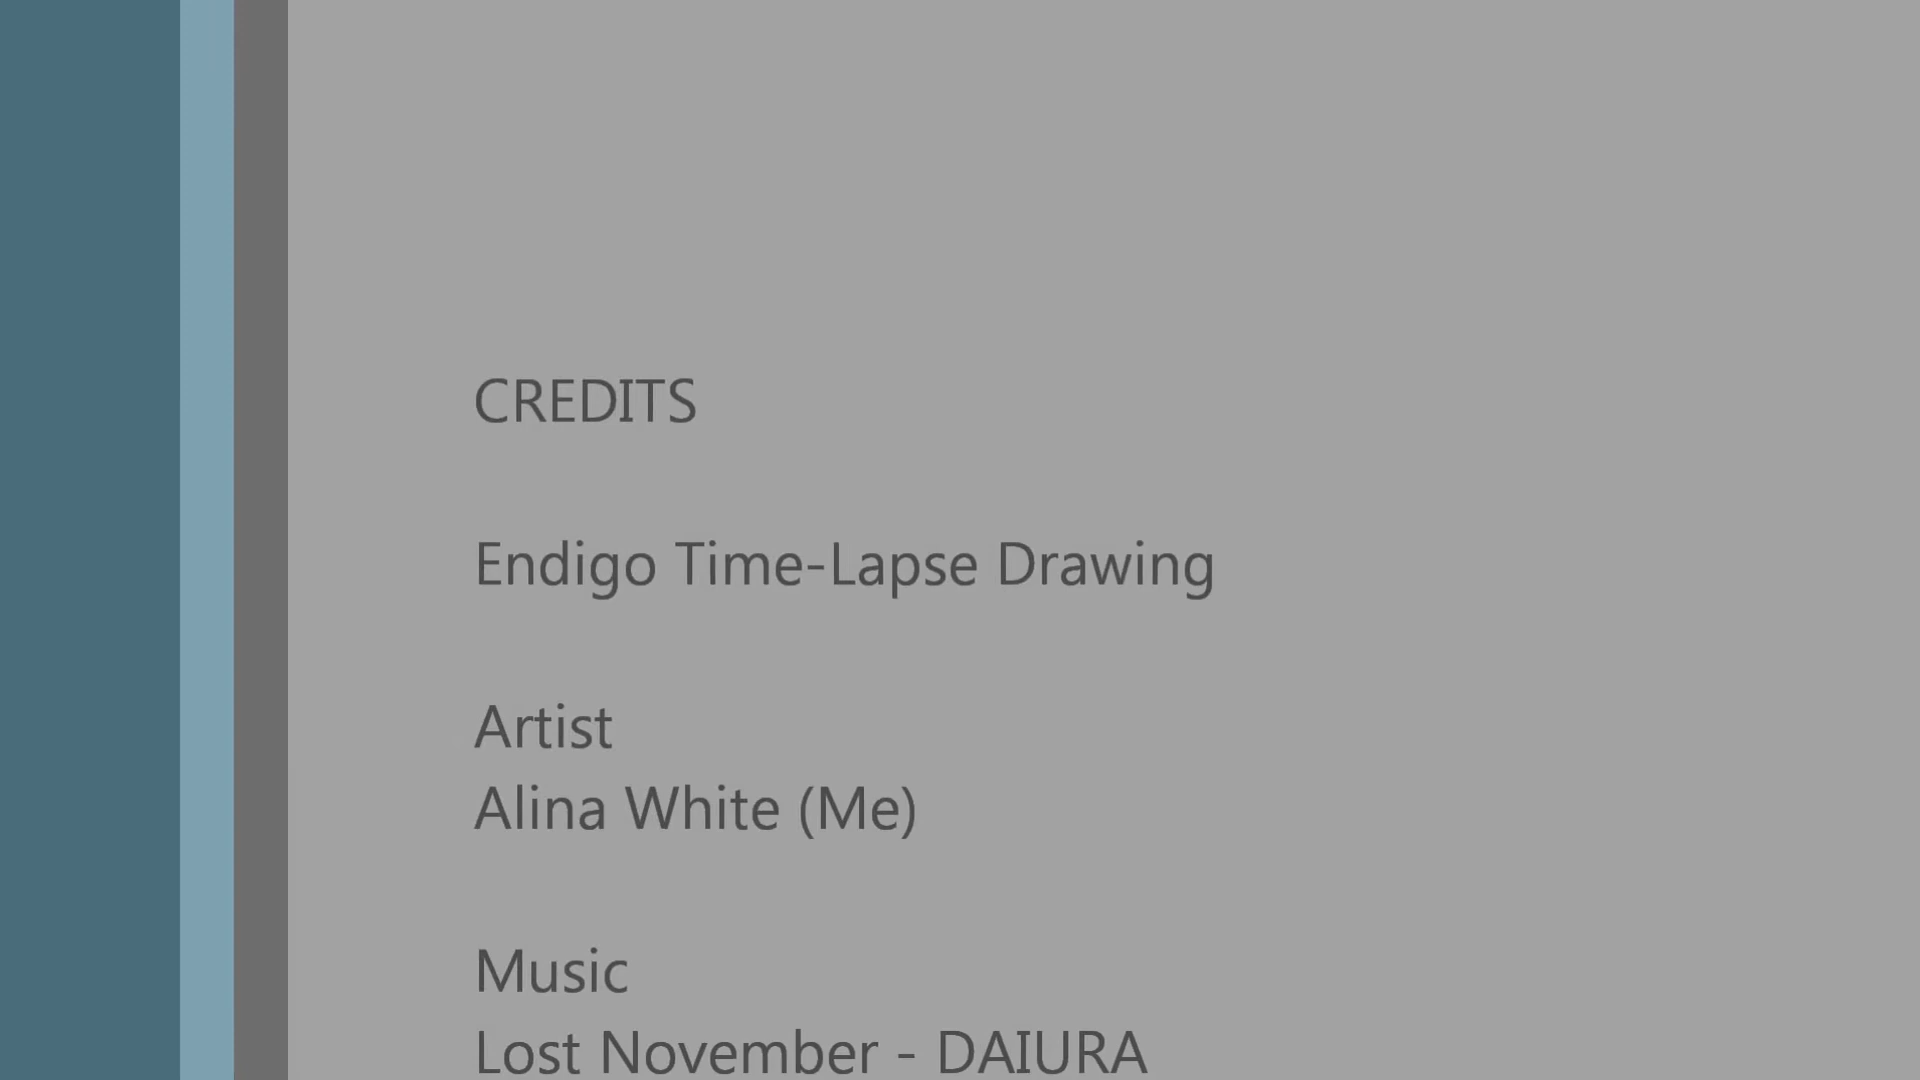 CREDITS
Endigo Time-Lapse Drawing
Artist
Alina White (Me)
Music
Lost November - DAIURA